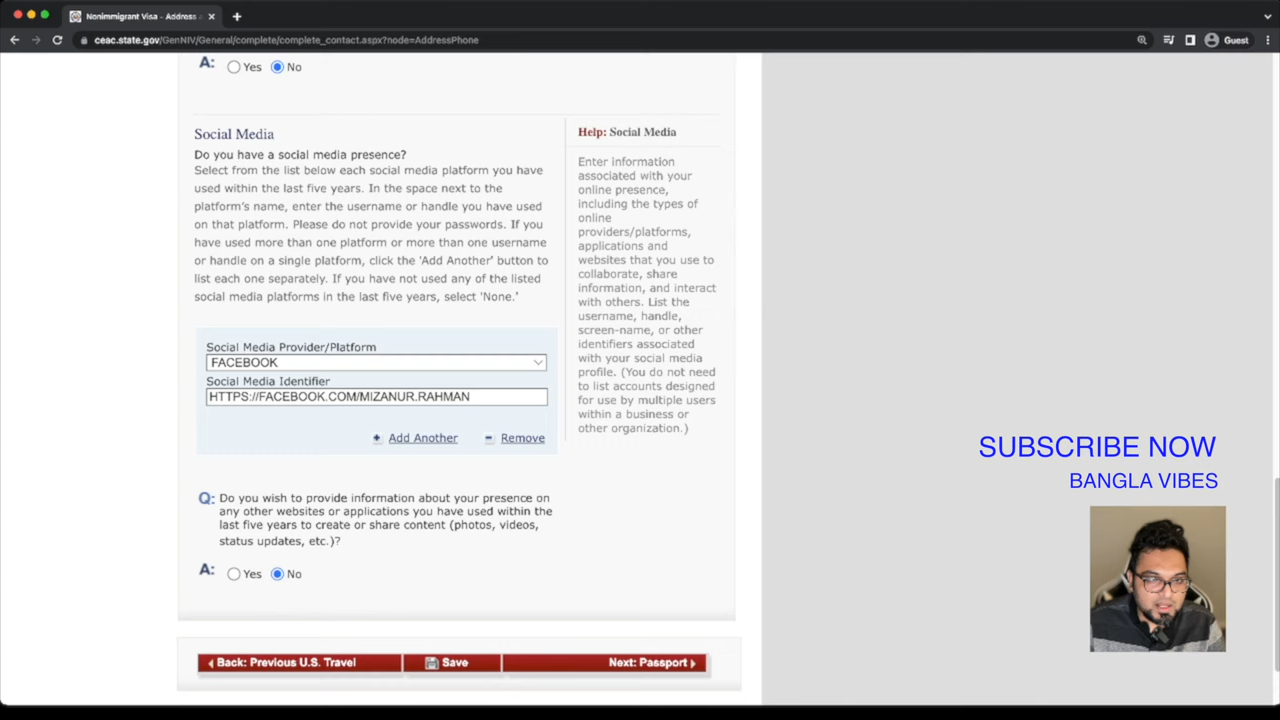 Nonimmigrant Visa - Address a
ceac.state.gov/GenNIV/General/complete/complete_contact.aspx?node=AddressPhone
Guest
A: Yes No
Social Media
Do you have a social media presence?
Select from the list below each social media platform you have
used within the last five years. In the space next to the
platform's name, enter the username or handle you have used
on that platform. Please do not provide your passwords. If you
have used more than one platform or more than one username
or handle on a single platform, click the 'Add Another' button to
list each one separately. If you have not used any of the listed
social media platforms in the last five years, select 'None.'
Social Media Provider/Platform
FACEBOOK
Social Media Identifier
HTTPS://FACEBOOK.COM/MIZANUR.RAHMAN
Add Another
Remove
Q: Do you wish to provide information about your presence on
any other websites or applications you have used within the
last five years to create or share content (photos, videos,
status updates, etc.)?
A: Yes No
Back: Previous U.S. Travel
Save
Next: Passport
Help: Social Media
Enter information
associated with your
online presence,
including the types of
online
providers/platforms,
applications and
websites that you use to
collaborate, share
information, and interact
with others. List the
username, handle,
screen-name, or other
identifiers associated
with your social media
profile. (You do not need
to list accounts designed
for use by multiple users
within a business or
other organization.)
SUBSCRIBE NOW
BANGLA VIBES